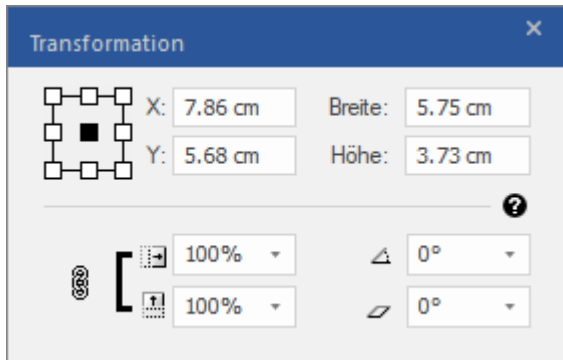 Transformation
X: 7.86 cm Breite: 5.75 cm
Y: 5.68 cm Höhe: 3.73 cm
?
100% 0°
100% 0°